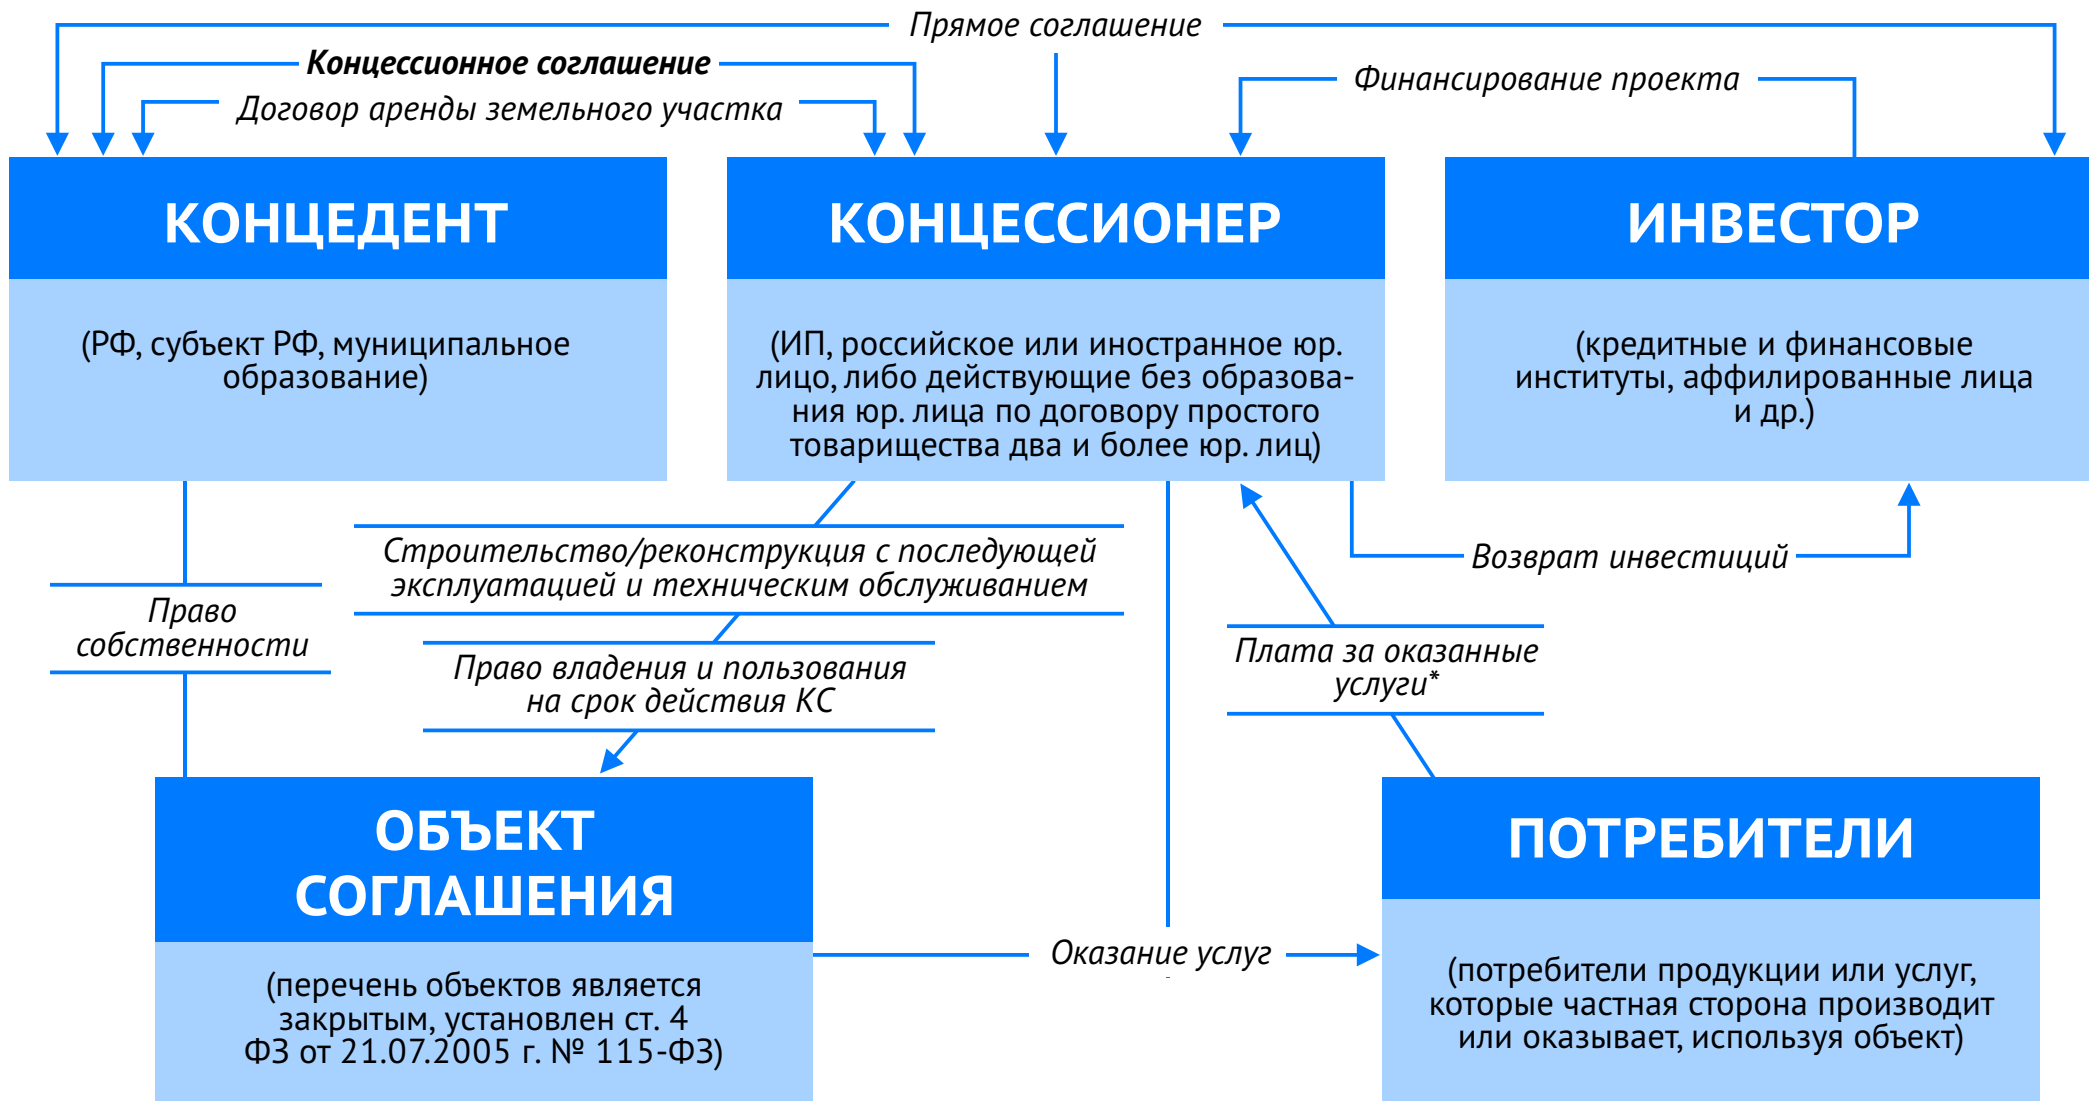 Прямое соглашение
Концессионное соглашение
Финансирование проекта
Договор аренды земельного участка
КОНЦЕДЕНТ
(РФ, субъект РФ, муниципальное
образование)
КОНЦЕССИОНЕР
(ИП, российское или иностранное юр.
лицо, либо действующие без образова-
ния юр. лица по договору простого
товарищества два и более юр. лиц)
ИНВЕСТОР
(кредитные и финансовые
институты, аффилированные лица
и др.)
Строительство/реконструкция с последующей
эксплуатацией и техническим обслуживанием
Возврат инвестиций
Право
собственности
Право владения и пользования
на срок действия КС
Плата за оказанные
услуги*
ОБЪЕКТ
СОГЛАШЕНИЯ
(перечень объектов является
закрытым, установлен ст. 4
ФЗ от 21.07.2005 г. № 115-ФЗ)
Оказание услуг
ПОТРЕБИТЕЛИ
(потребители продукции или услуг,
которые частная сторона производит
или оказывает, используя объект)